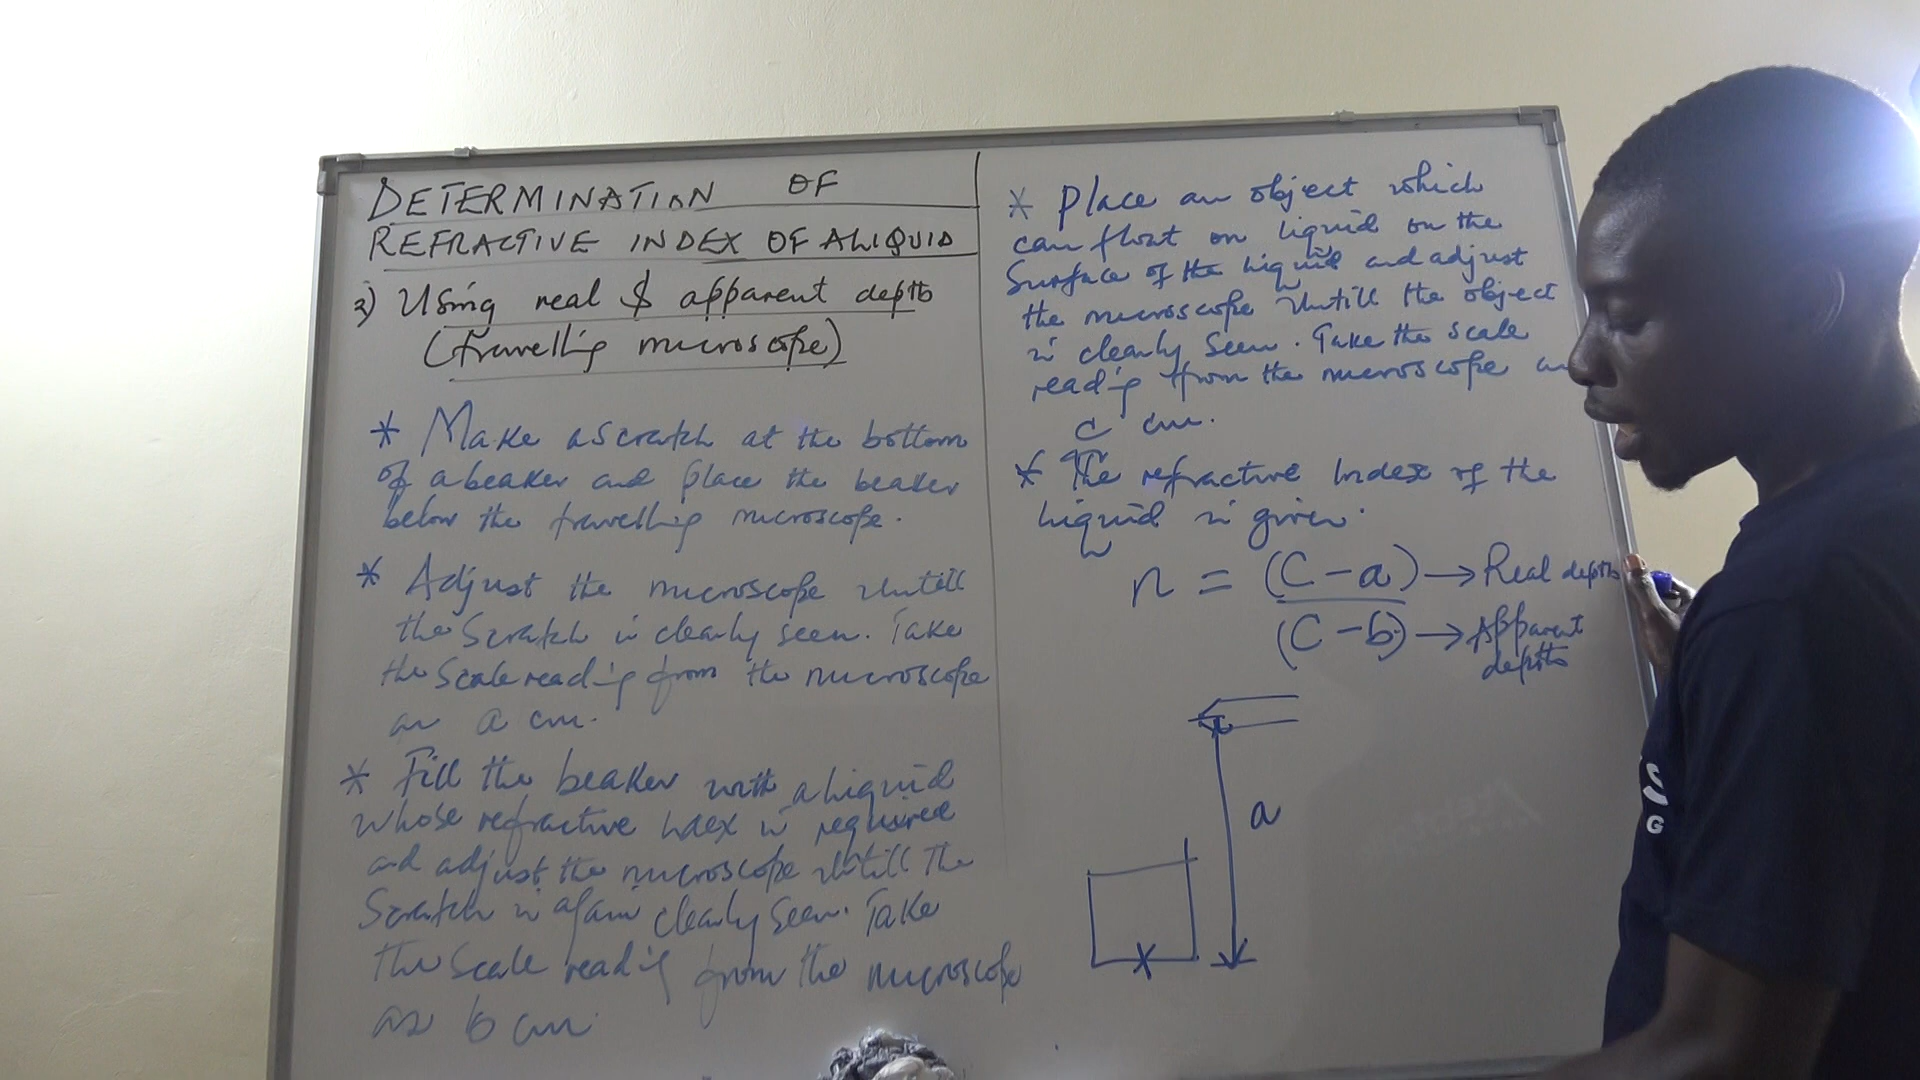 DETERMINATION OF
REFRACTIVE INDEX OF A LIQUID
2) Using real & apparent depth
(travelling microscope)
* Make a scratch at the bottom
of a beaker and place the beaker
below the travelling microscope.
* Adjust the microscope Untill
the Scratch is clearly seen. Take
the Scale reading from the microscope
as a cm.
* Fill the beaker with a liquid
whose refractive index is required
and adjust the microscope Untill the
Scratch is again clearly seen. Take
the scale reading from the microscope
as b cm.
* Place an object which
can float on liquid on the
Surface of the liquid and adjust
the microscope Untill the object
is clearly seen. Take the scale
reading from the microscope as
c cm.
* The refractive Index of the
liquid is given.
n = (C-a) → Real depth
(C-b) → Apparent
depth
a
G